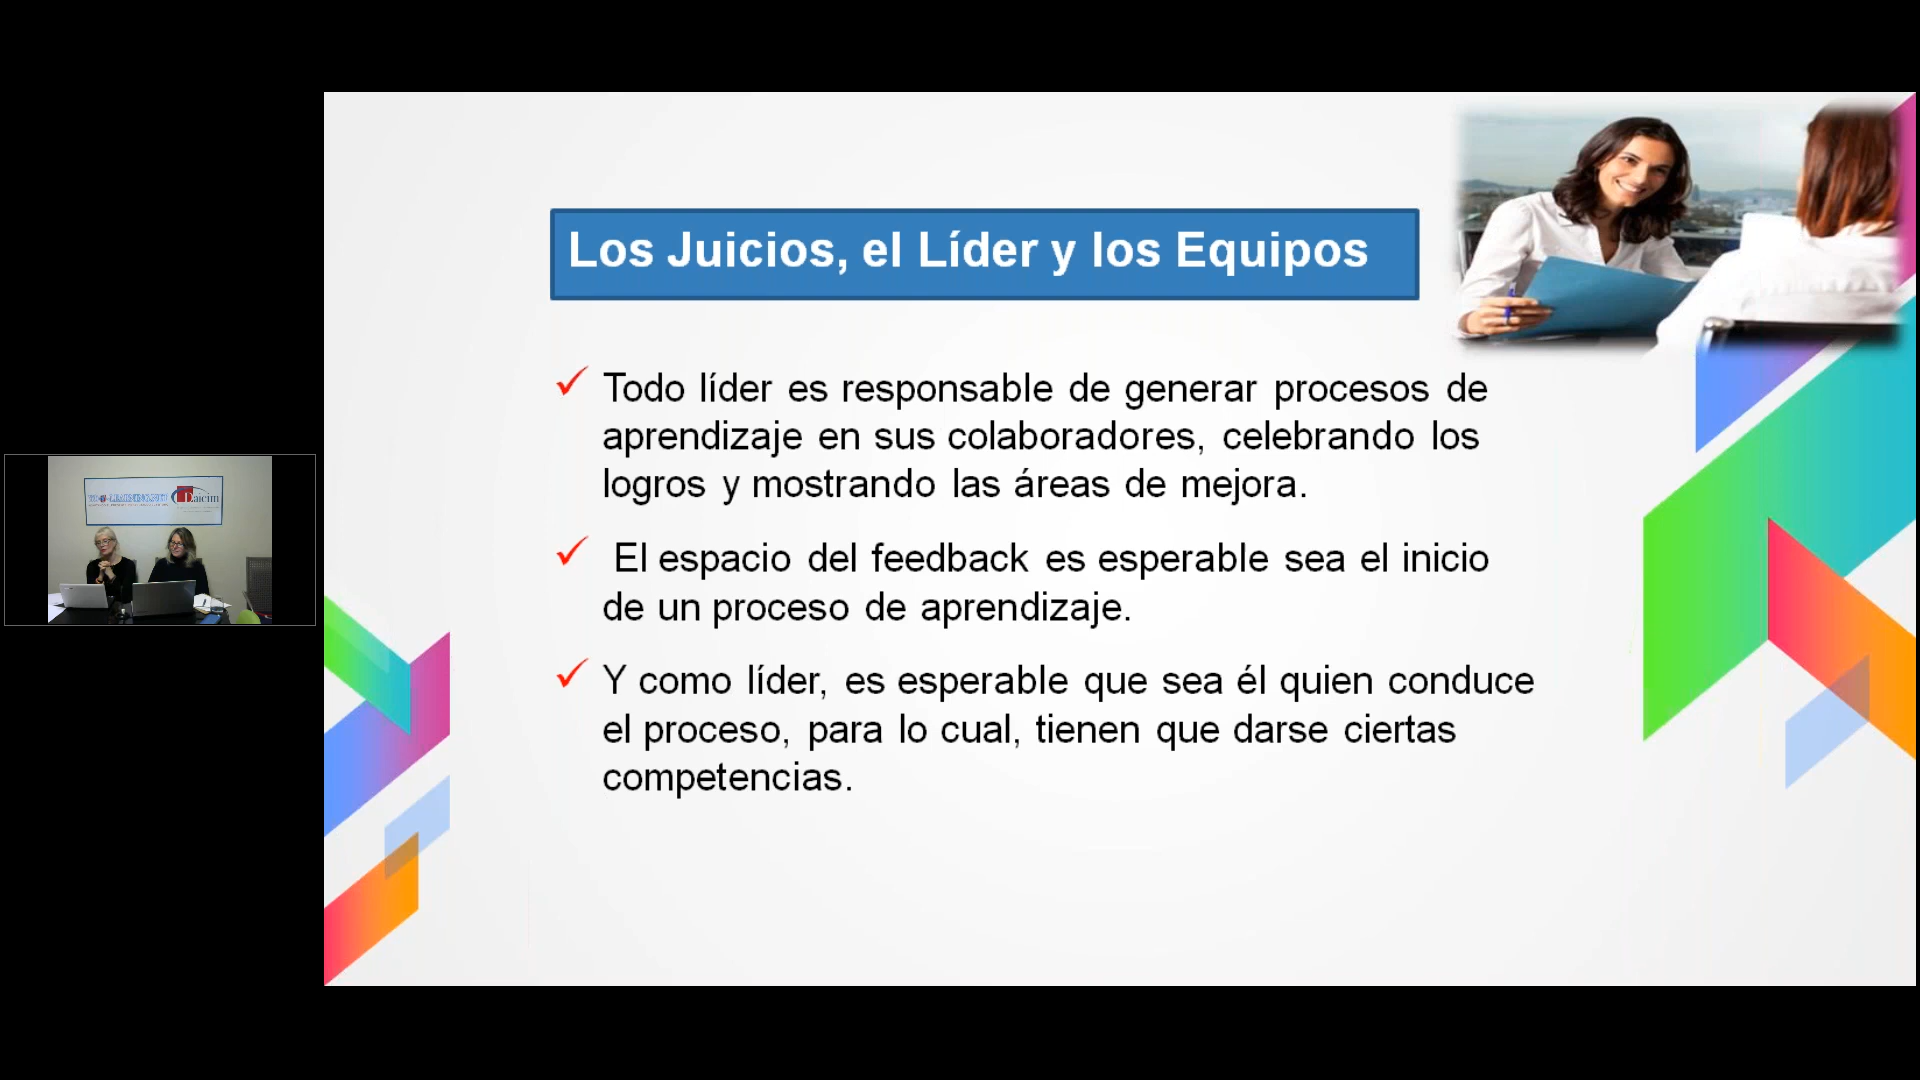 Los Juicios, el Líder y los Equipos
Todo líder es responsable de generar procesos de
aprendizaje en sus colaboradores, celebrando los
logros y mostrando las áreas de mejora.
El espacio del feedback es esperable sea el inicio
de un proceso de aprendizaje.
Y como líder, es esperable que sea él quien conduce
el proceso, para lo cual, tienen que darse ciertas
competencias.
Daicim